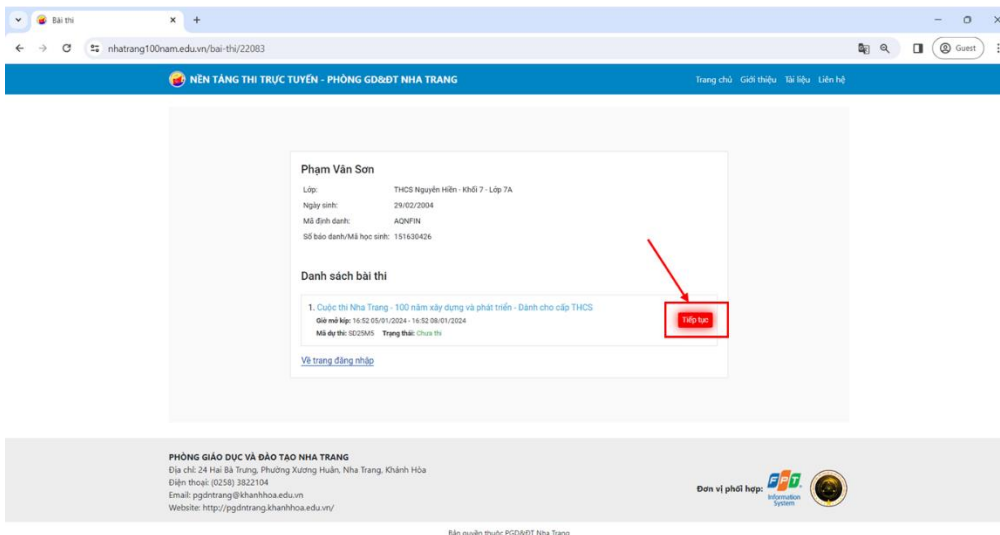 Bài thi
nhatrang100nam.edu.vn/bai-thi/22083
Guest
NỀN TẢNG THI TRỰC TUYẾN - PHÒNG GD&ĐT NHA TRANG
Trang chủ Giới thiệu Tài liệu Liên hệ
Phạm Văn Sơn
Lớp: THCS Nguyễn Hiền - Khối 7 - Lớp 7A
Ngày sinh: 29/02/2004
Mã định danh: AQNFIN
Số báo danh/Mã học sinh: 151630426
Danh sách bài thi
1. Cuộc thi Nha Trang - 100 năm xây dựng và phát triển - Dành cho cấp THCS
Giờ mở kíp: 16:52 05/01/2024 - 16:52 08/01/2024
Mã dự thi: SD25M5 Trạng thái: Chưa thi
Tiếp tục
Về trang đăng nhập
PHÒNG GIÁO DỤC VÀ ĐÀO TẠO NHA TRANG
Địa chỉ: 24 Hai Bà Trưng, Phường Xương Huân, Nha Trang, Khánh Hòa
Điện thoại: (0258) 3822104
Email: pgdntrang@khanhhoa.edu.vn
Website: http://pgdntrang.khanhhoa.edu.vn/
Đơn vị phối hợp:
FPT
Information
System
Bản quyền thuộc PGD&ĐT Nha Trang